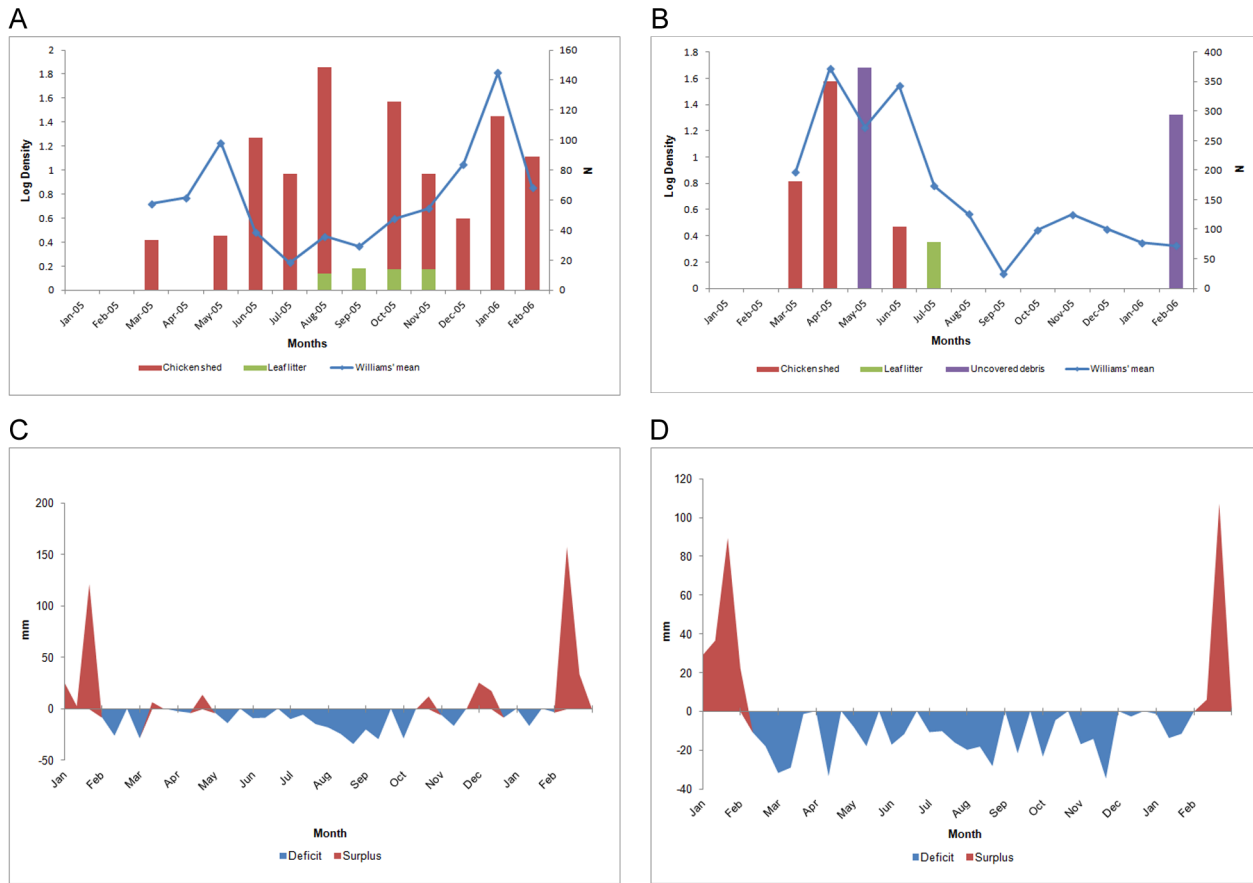 A
2
1.8
1.6
1.4
1.2
1
0.8
0.6
0.4
0.2
0
Log Density
160
140
120
100
80
60
40
20
0
N
Jan-05 Feb-05 Mar-05 Apr-05 May-05 Jun-05 Jul-05 Aug-05 Sep-05 Oct-05 Nov-05 Dec-05 Jan-06 Feb-06
Months
Chicken shed Leaf litter Williams' mean
B
1.8
1.6
1.4
1.2
1
0.8
0.6
0.4
0.2
0
Log Density
400
350
300
250
200
150
100
50
0
N
Jan-05 Feb-05 Mar-05 Apr-05 May-05 Jun-05 Jul-05 Aug-05 Sep-05 Oct-05 Nov-05 Dec-05 Jan-06 Feb-06
Months
Chicken shed Leaf litter Uncovered debris Williams' mean
C
200
150
100
50
0
-50
mm
Jan Feb Mar Apr May Jun Jul Aug Sep Oct Nov Dec Jan Feb
Month
Deficit Surplus
D
120
100
80
60
40
20
0
-20
-40
mm
Jan Feb Mar Apr May Jun Jul Aug Sep Oct Nov Dec Jan Feb
Month
Deficit Surplus